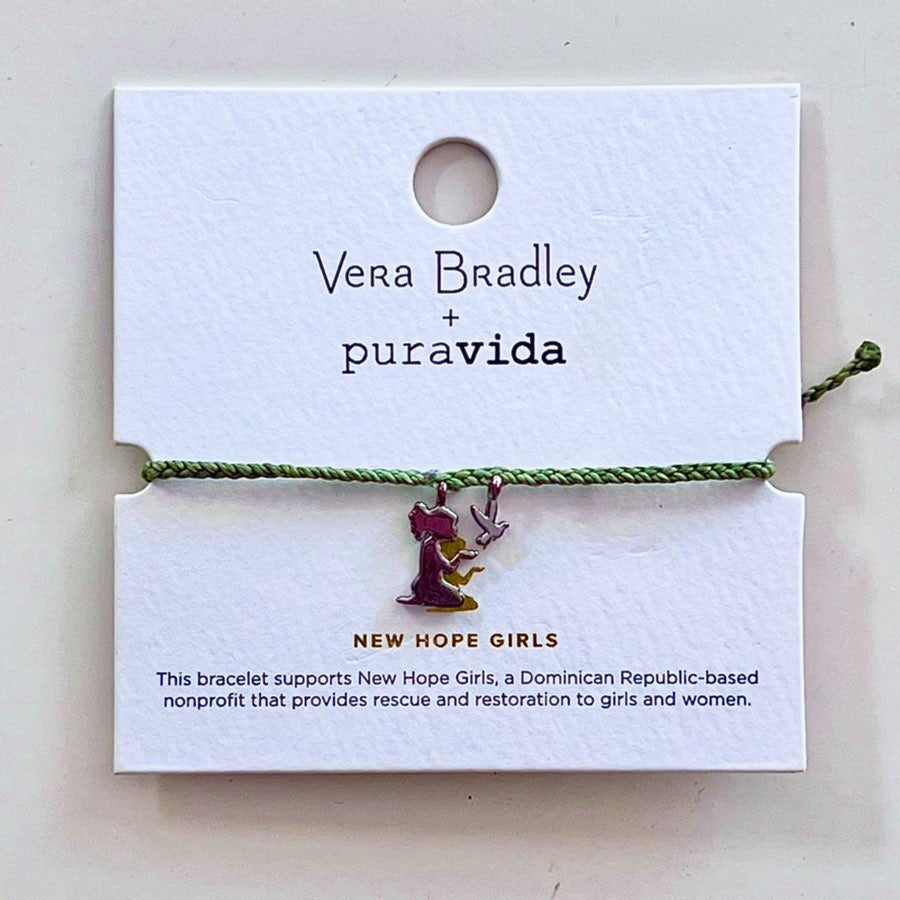 Vera Bradley
+
puravida
NEW HOPE GIRLS
This bracelet supports New Hope Girls, a Dominican Republic-based
nonprofit that provides rescue and restoration to girls and women.